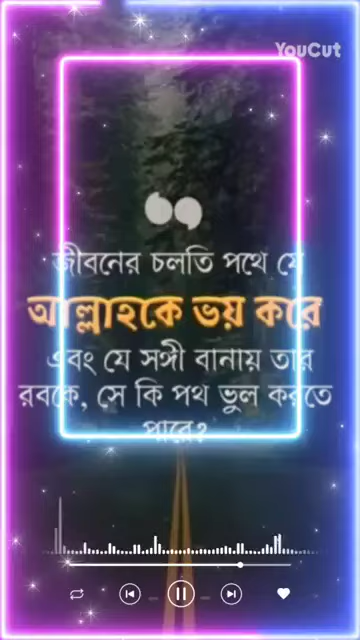 YouCut
জীবনের চলতি পথে যে
আল্লাহকে ভয় করে
এবং যে সঙ্গী বানায় তার
রবকে, সে কি পথ ভুল করতে
পারে?